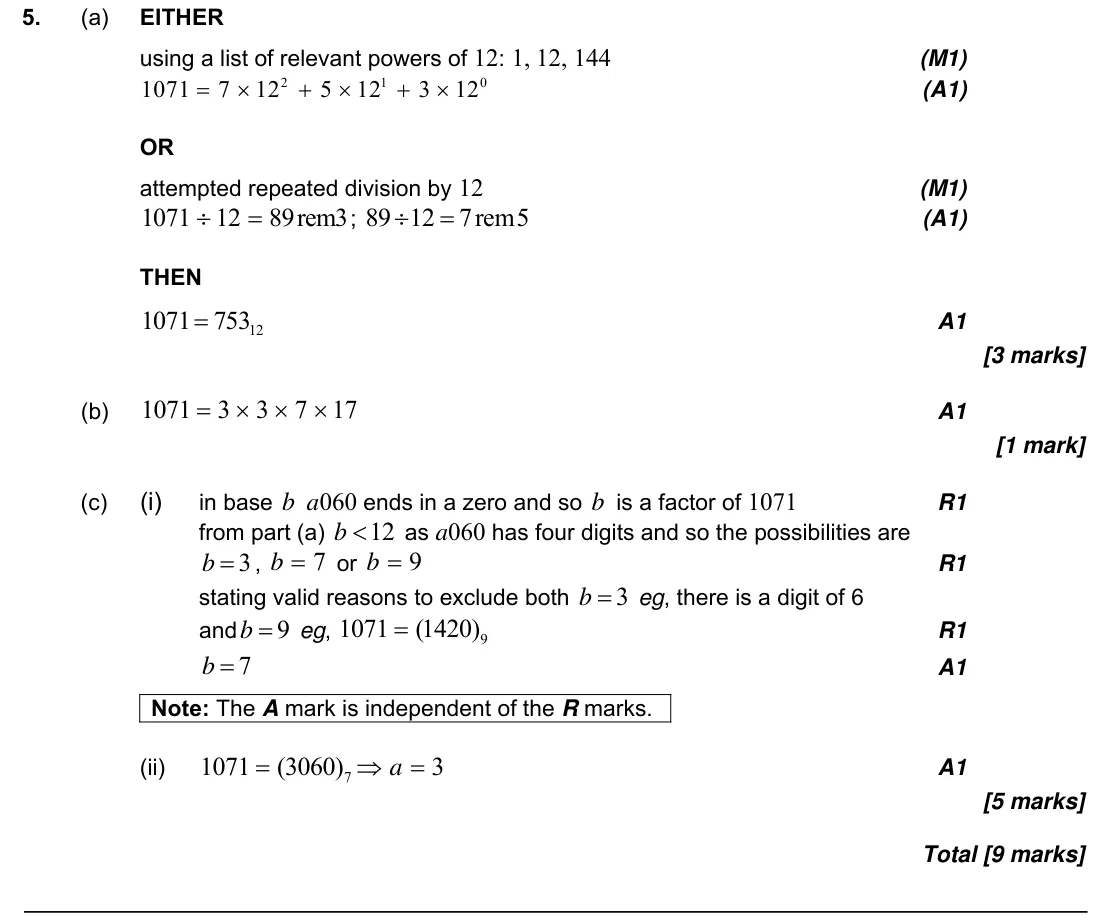 5. (a) EITHER
using a list of relevant powers of 12: 1, 12, 144 (M1)
1071 = 7 × 12² + 5 × 12¹ + 3 × 12⁰ (A1)
OR
attempted repeated division by 12 (M1)
1071 ÷ 12 = 89 rem3; 89 ÷ 12 = 7 rem 5 (A1)
THEN
1071 = 753₁₂ A1
[3 marks]
(b) 1071 = 3 × 3 × 7 × 17 A1
[1 mark]
(c) (i) in base b a060 ends in a zero and so b is a factor of 1071 R1
from part (a) b < 12 as a060 has four digits and so the possibilities are
b = 3, b = 7 or b = 9 R1
stating valid reasons to exclude both b = 3 eg, there is a digit of 6
and b = 9 eg, 1071 = (1420)₉ R1
b = 7 A1
Note: The A mark is independent of the R marks.
(ii) 1071 = (3060)₇ ⇒ a = 3 A1
[5 marks]
Total [9 marks]